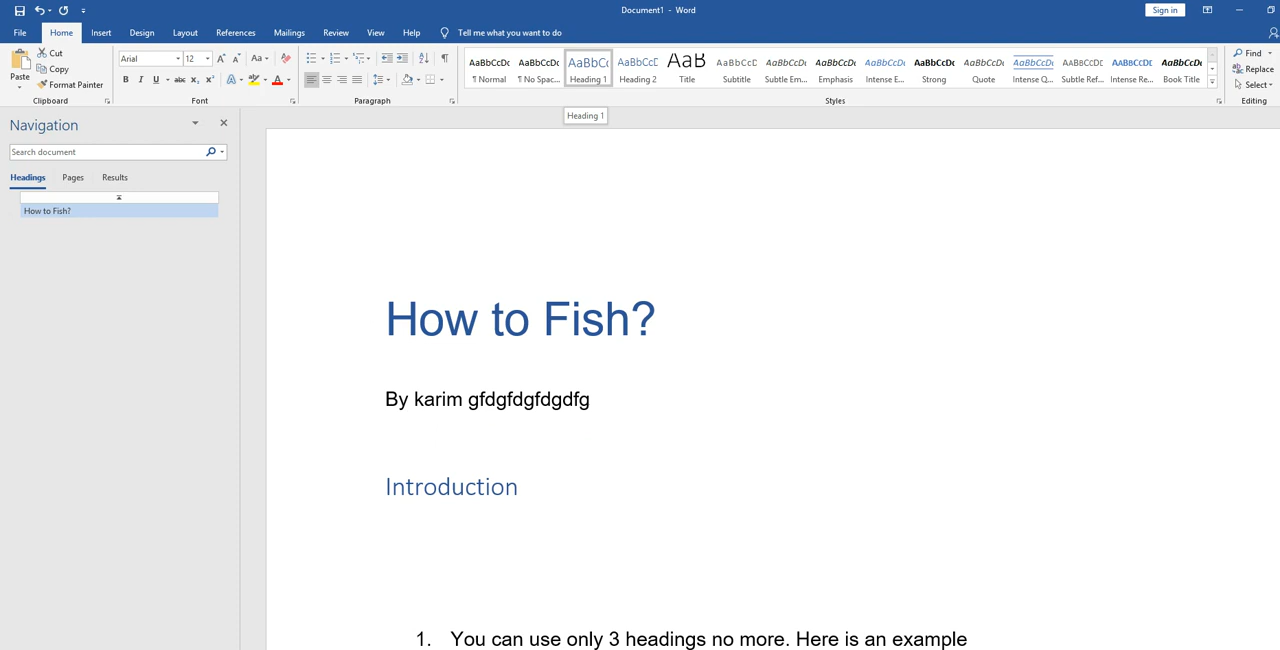 Document1 - Word
Sign in
File Home Insert Design Layout References Mailings Review View Help Tell me what you want to do
Paste
Cut
Copy
Format Painter
Clipboard
Arial 12
Aa
B I U abc x₂ x² A ab A
Font
Paragraph
AaBbCcDc ¶ Normal
AaBbCcDc ¶ No Spac...
AaBbCc Heading 1
AaBbCcD Heading 2
AaB Title
AaBbCcD Subtitle
AaBbCcDc Subtle Em...
AaBbCcDc Emphasis
AaBbCcDc Intense E...
AaBbCcDc Strong
AaBbCcDc Quote
AaBbCcDc Intense Q...
AABBCCDC Subtle Ref...
AABBCCDC Intense Re...
AaBbCcDc Book Title
Styles
Find
Replace
Select
Editing
Heading 1
Navigation
Search document
Headings Pages Results
How to Fish?
How to Fish?
By karim gfdgfdgfdgdfg
Introduction
1. You can use only 3 headings no more. Here is an example